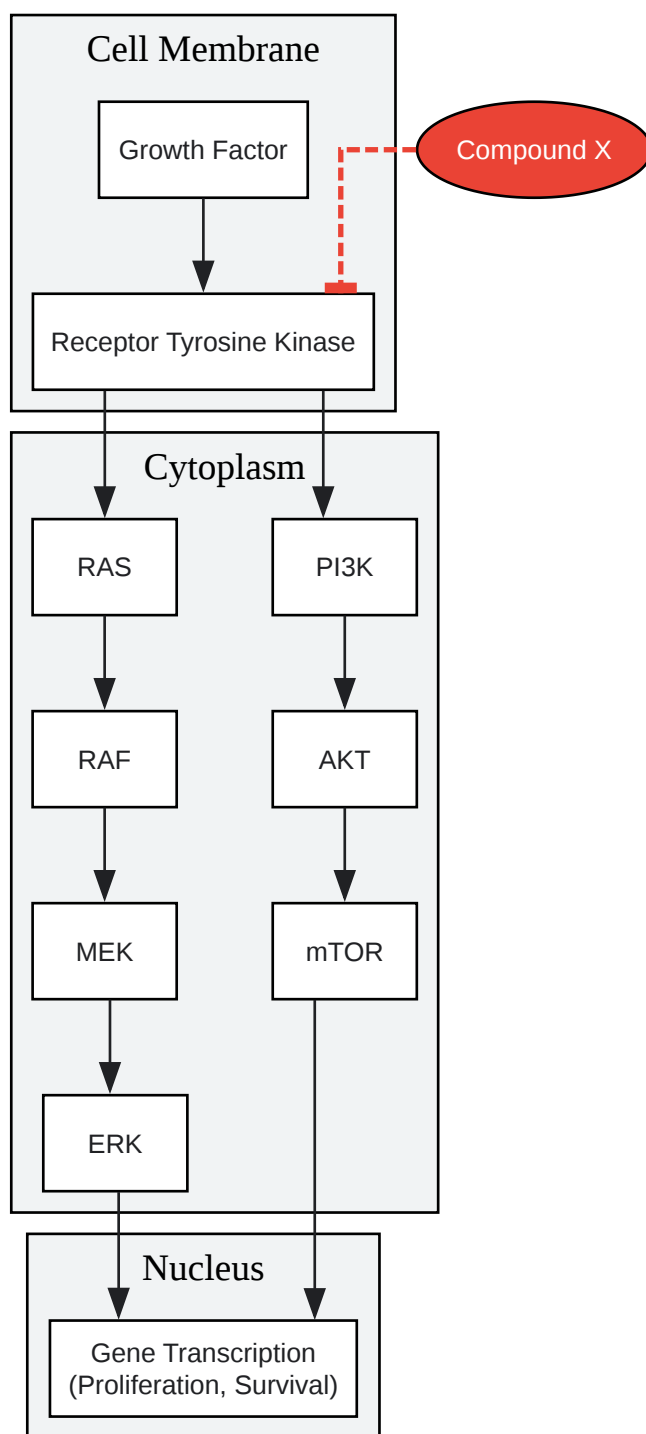 Cell Membrane
Growth Factor
Compound X
Receptor Tyrosine Kinase
Cytoplasm
RAS
PI3K
RAF
AKT
MEK
mTOR
ERK
Nucleus
Gene Transcription
(Proliferation, Survival)